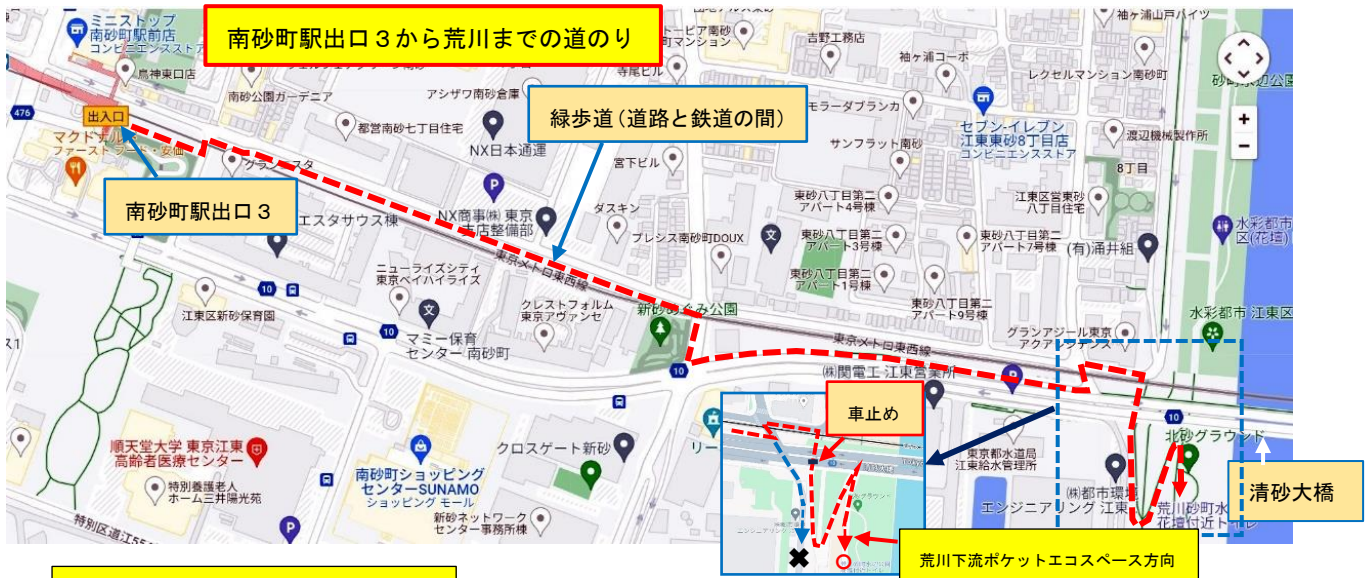 ミニストップ
南砂町駅前店
コンビニエンスストア
南砂町駅出口3から荒川までの道のり
鳥神東口店
南砂公園ガーデニア
アシザワ南砂倉庫
寺尾ビル
吉野工務店
袖ケ浦コーポ
レクセルマンション南砂町
476
出入口
マクドナルド
都営南砂七丁目住宅
NX日本通運
緑歩道(道路と鉄道の間)
モラーダブランカ
セブン-イレブン
江東東砂8丁目店
コンビニエンスストア
渡辺機械製作所
サンフラット南砂
宮下ビル
8丁目
南砂町駅出口3
エスタサウス棟
P
NX商事㈱ 東京
支店整備部
ダスキン
プレシス南砂町DOUX
文
東砂八丁目第二
アパート4号棟
東砂八丁目第二
アパート3号棟
東砂八丁目第二
アパート1号棟
江東区営東砂
八丁目住宅
東砂八丁目第二
アパート7号棟
(有)涌井組
水彩都市
区(花壇)
東砂八丁目第二
アパート9号棟
東京メトロ東西線
ニューライズシティ
東京ベイハイライズ
10
江東区新砂保育園
文
マミー保育
センター 南砂町
10
クレストフォルム
東京アヴァンセ
新砂めぐみ公園
グランアジール東京
アクアレジデンス
水彩都市 江東区
東京メトロ東西線
10
㈱関電工 江東営業所
P
10
車止め
順天堂大学 東京江東
高齢者医療センター
特別養護老人
ホーム三井陽光苑
南砂町ショッピング
センターSUNAMO
ショッピング モール
クロスゲート新砂
新砂ネットワーク
センター事務所棟
リー
東京都水道局
江東給水管理所
北砂グラウンド
清砂大橋
㈱都市環境
エンジニアリング 江東
荒川砂町水
花壇付近トイレ
P
荒川下流ポケットエコスペース方向